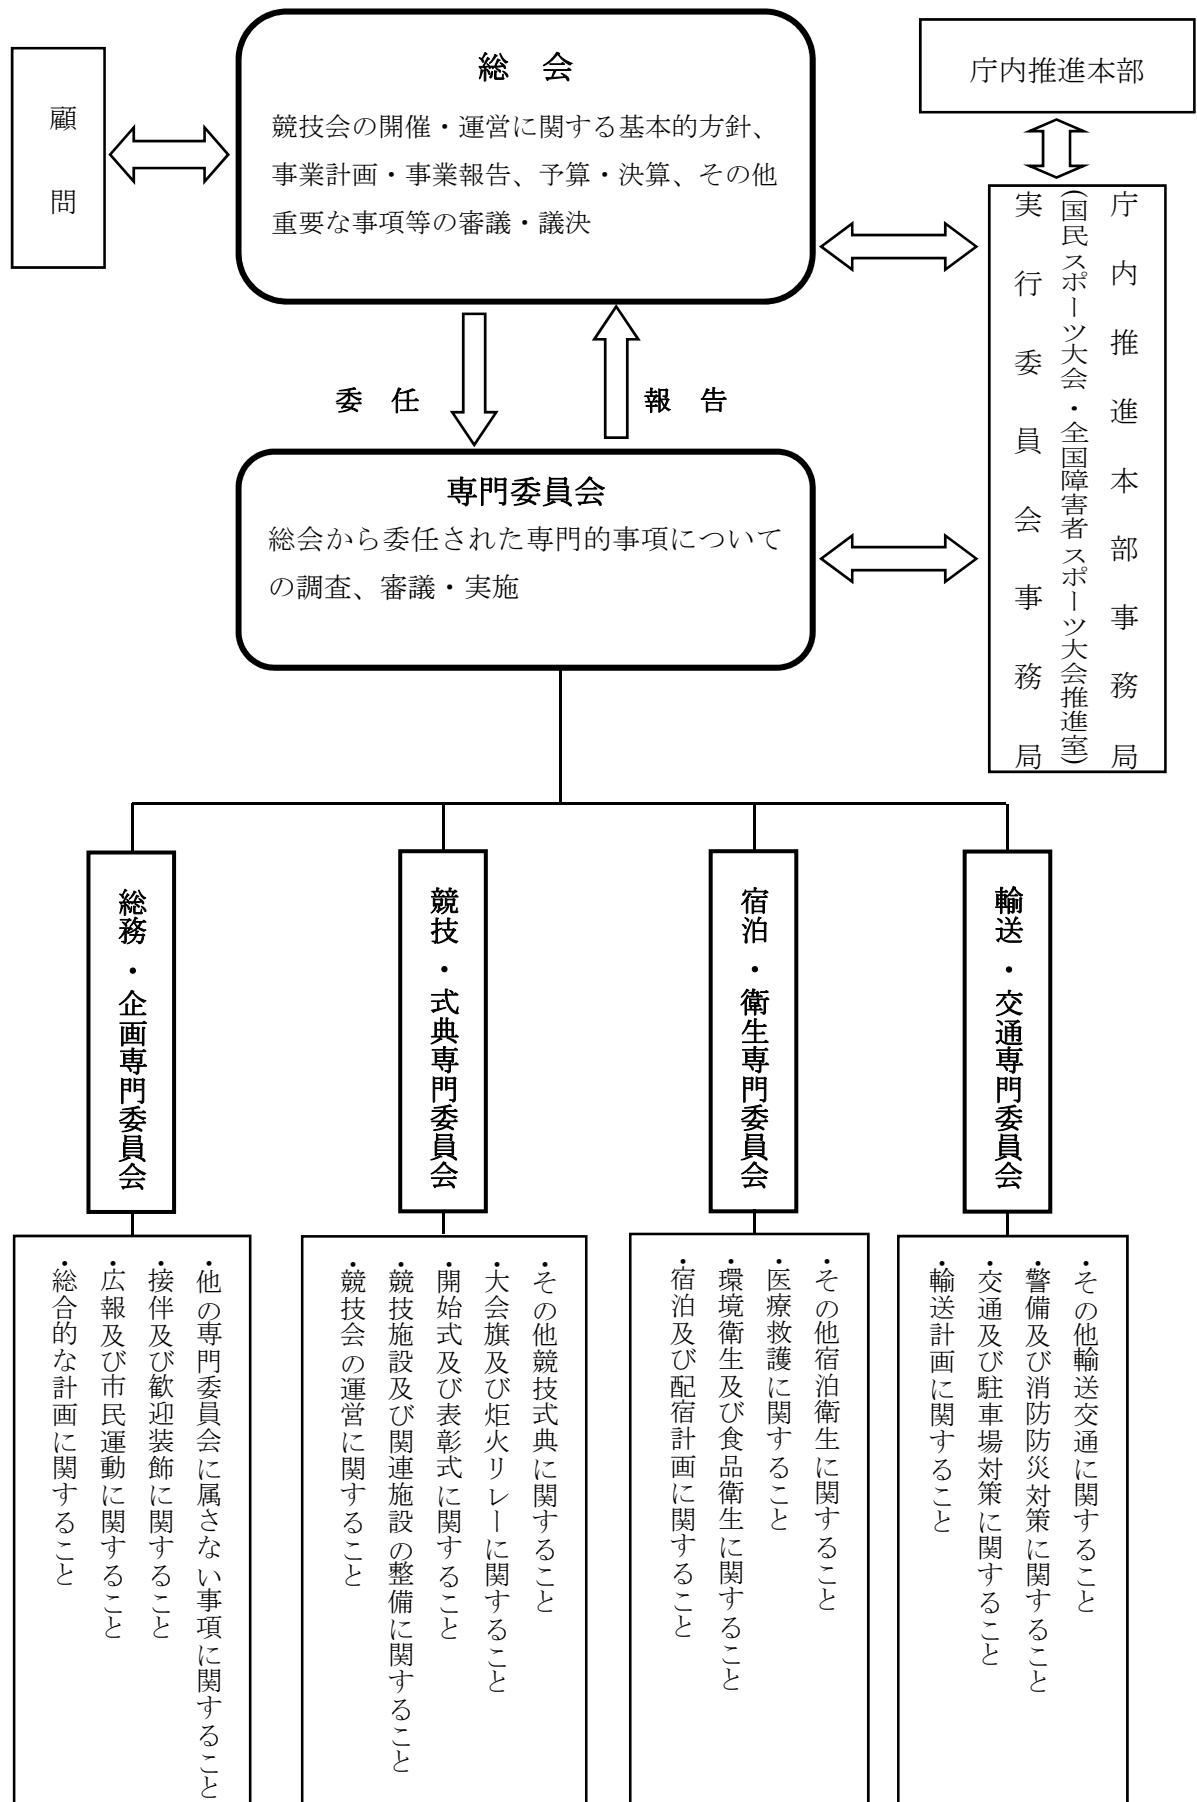 総　会
競技会の開催・運営に関する基本的方針、
事業計画・事業報告、予算・決算、その他
重要な事項等の審議・議決
顧問
庁内推進本部
庁内推進本部事務局
(国民スポーツ大会・全国障害者スポーツ大会推進室)
実行委員会事務局
委　任
報　告
専門委員会
総会から委任された専門的事項について
の調査、審議・実施
総務・企画専門委員会
競技・式典専門委員会
宿泊・衛生専門委員会
輸送・交通専門委員会
・他の専門委員会に属さない事項に関すること
・接伴及び歓迎装飾に関すること
・広報及び市民運動に関すること
・総合的な計画に関すること
・その他競技式典に関すること
・大会旗及び炬火リレーに関すること
・開始式及び表彰式に関すること
・競技施設及び関連施設の整備に関すること
・競技会の運営に関すること
・その他宿泊衛生に関すること
・医療救護に関すること
・環境衛生及び食品衛生に関すること
・宿泊及び配宿計画に関すること
・その他輸送交通に関すること
・警備及び消防防災対策に関すること
・交通及び駐車場対策に関すること
・輸送計画に関すること